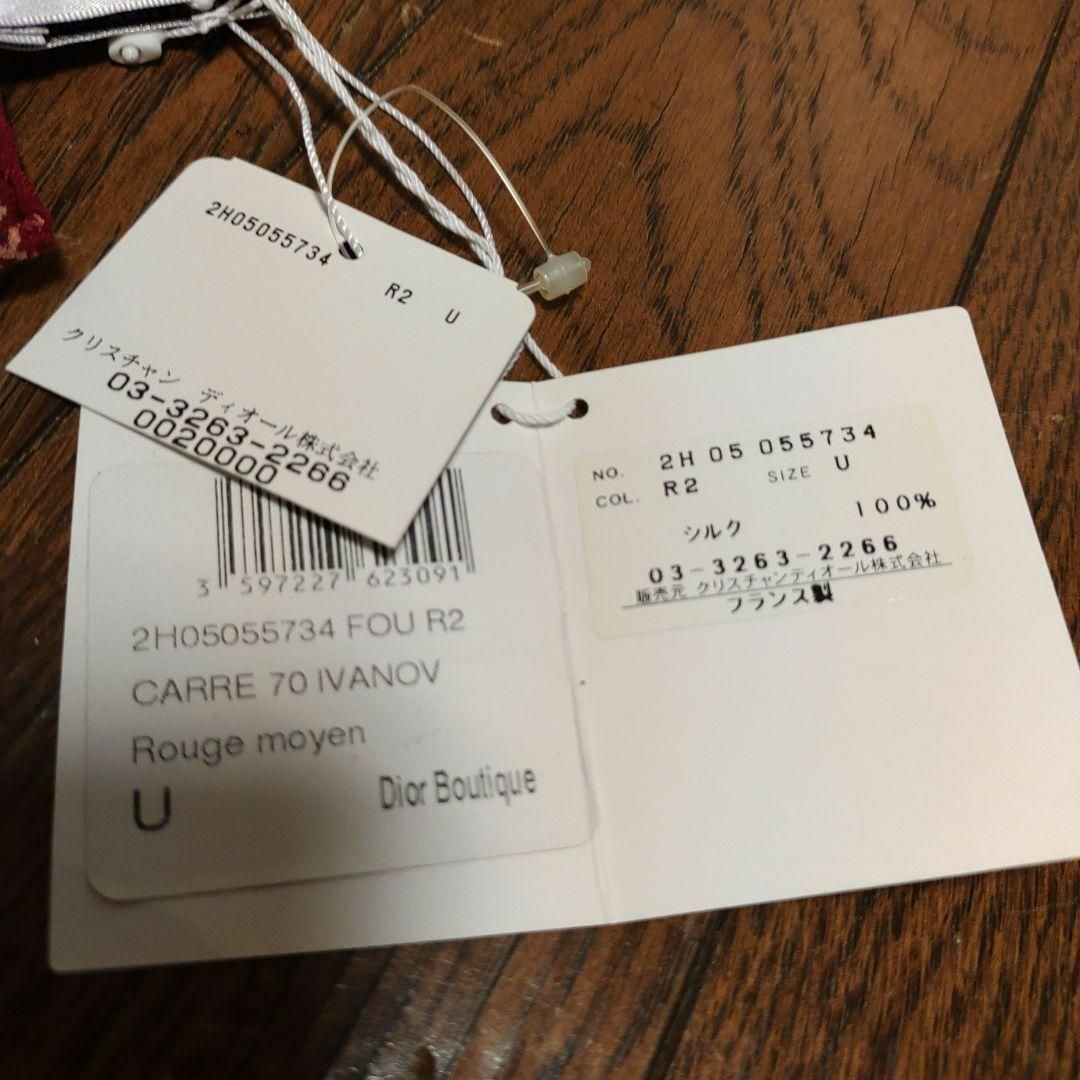 2H05055734
R2 U
クリスチャン ディオール株式会社
03-3263-2266
0020000
3 597227 623091
2H05055734 FOU R2
CARRE 70 IVANOV
Rouge moyen
U Dior Boutique
NO. 2H 05 055734
COL. R2 SIZE U
シルク 100%
03-3263-2266
販売元 クリスチャンディオール株式会社
フランス製